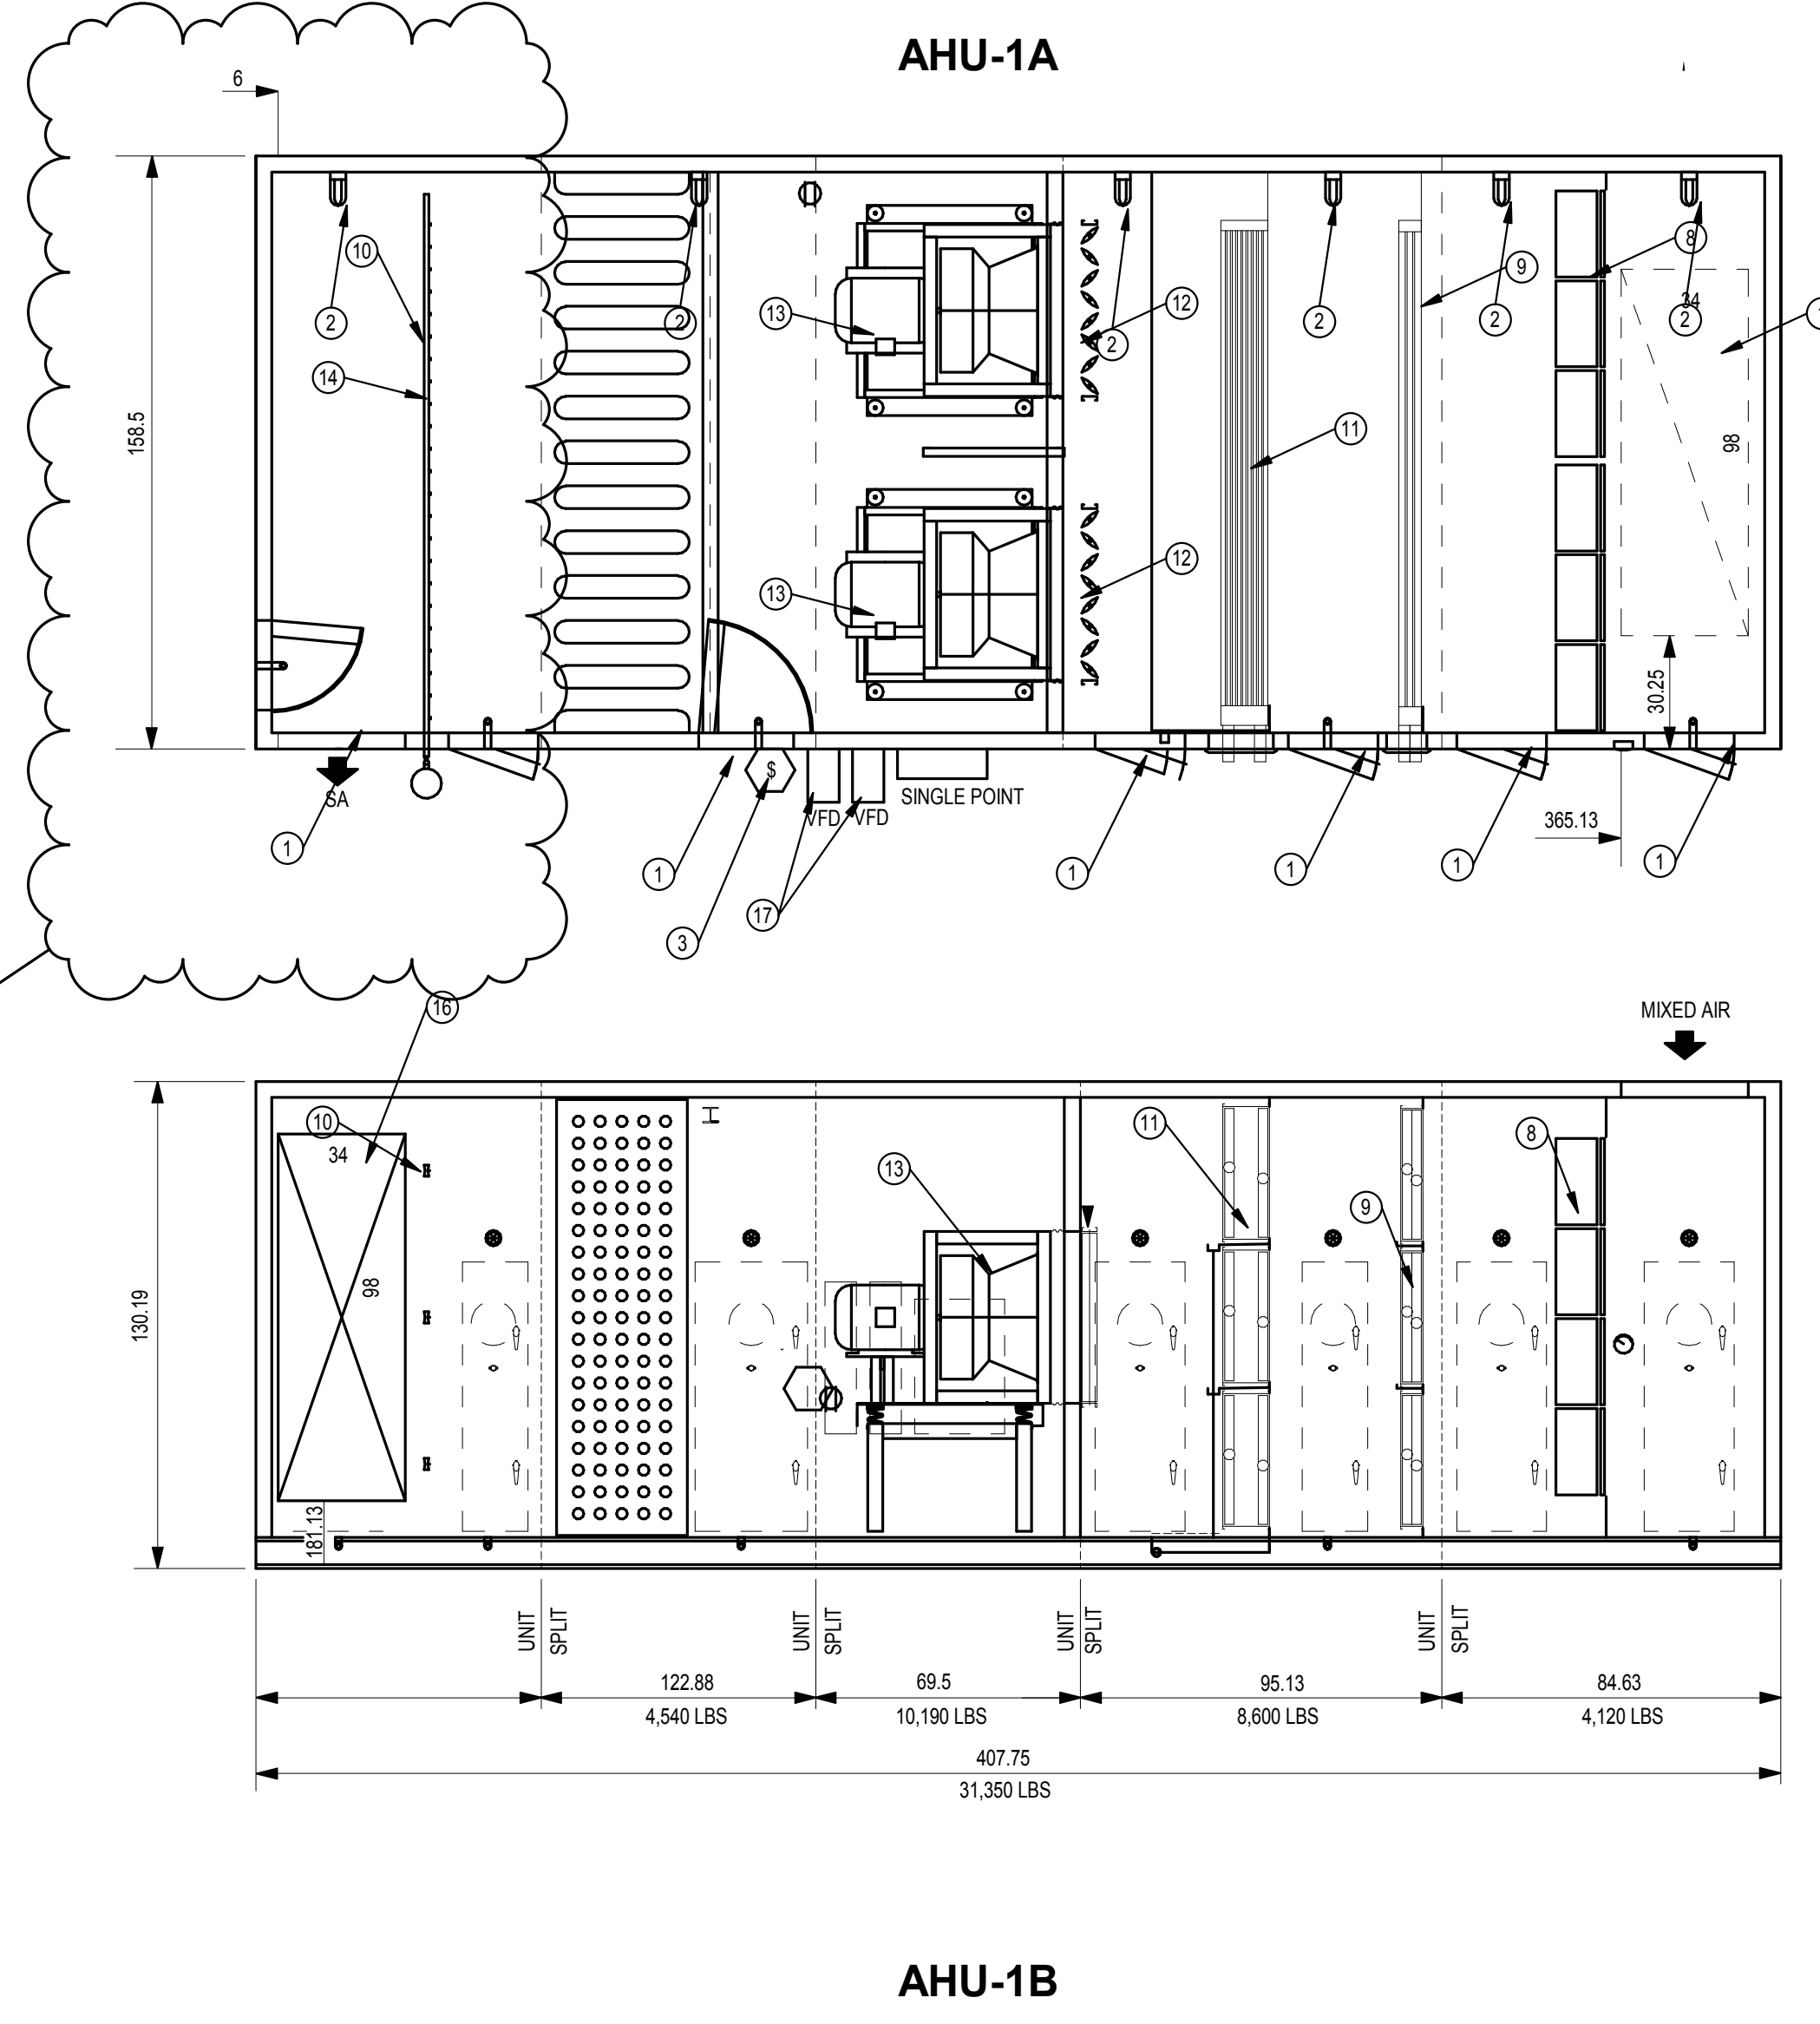 AHU-1A
6
10
8
9
2
2
13
12
2
2
2
34
2
14
158.5
11
98
13
12
30.25
$
SA
SINGLE POINT
VFD
VFD
365.13
1
1
1
1
1
1
17
3
16
MIXED AIR
10
11
8
34
13
9
98
130.19
181.13
UNIT SPLIT
UNIT SPLIT
UNIT SPLIT
UNIT SPLIT
122.88
69.5
95.13
84.63
4,540 LBS
10,190 LBS
8,600 LBS
4,120 LBS
407.75
31,350 LBS
AHU-1B